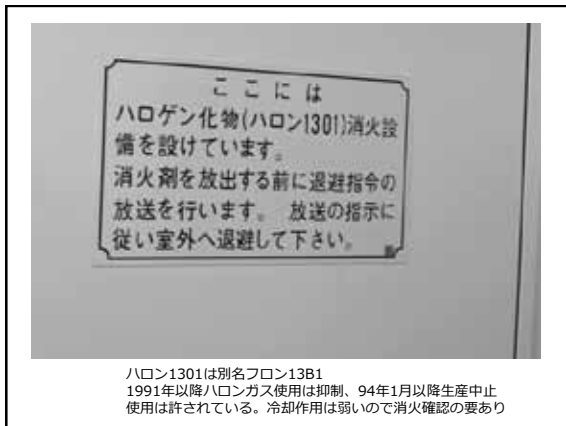 ここには
ハロゲン化物(ハロン1301)消火設
備を設けています。
消火剤を放出する前に退避指令の
放送を行います。 放送の指示に
従い室外へ退避して下さい。
ハロン1301は別名フロン13B1
1991年以降ハロンガス使用は抑制、94年1月以降生産中止
使用は許されている。冷却作用は弱いので消火確認の要あり